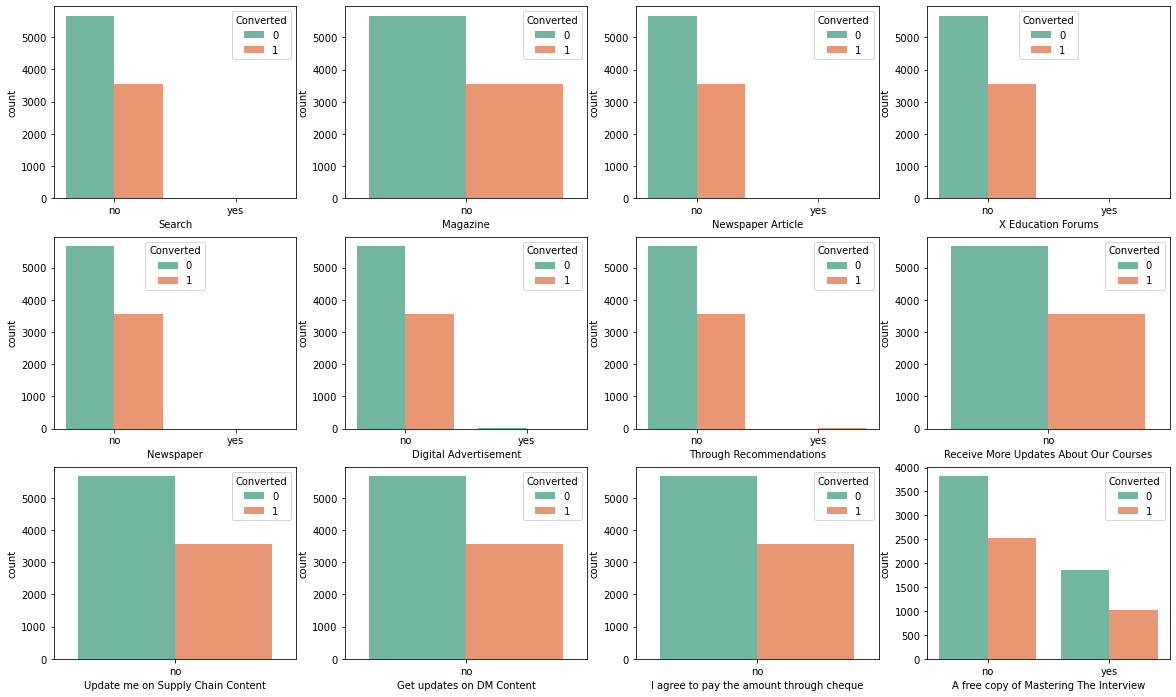 Converted
0
1
count
5000
4000
3000
2000
1000
0
no
yes
Search
Converted
0
1
count
5000
4000
3000
2000
1000
0
no
Magazine
Converted
0
1
count
5000
4000
3000
2000
1000
0
no
yes
Newspaper Article
Converted
0
1
count
5000
4000
3000
2000
1000
0
no
yes
X Education Forums
Converted
0
1
count
5000
4000
3000
2000
1000
0
no
yes
Newspaper
Converted
0
1
count
5000
4000
3000
2000
1000
0
no
yes
Digital Advertisement
Converted
0
1
count
5000
4000
3000
2000
1000
0
no
yes
Through Recommendations
Converted
0
1
count
5000
4000
3000
2000
1000
0
no
Receive More Updates About Our Courses
Converted
0
1
count
5000
4000
3000
2000
1000
0
no
Update me on Supply Chain Content
Converted
0
1
count
5000
4000
3000
2000
1000
0
no
Get updates on DM Content
Converted
0
1
count
5000
4000
3000
2000
1000
0
no
I agree to pay the amount through cheque
Converted
0
1
count
4000
3500
3000
2500
2000
1500
1000
500
0
no
yes
A free copy of Mastering The Interview